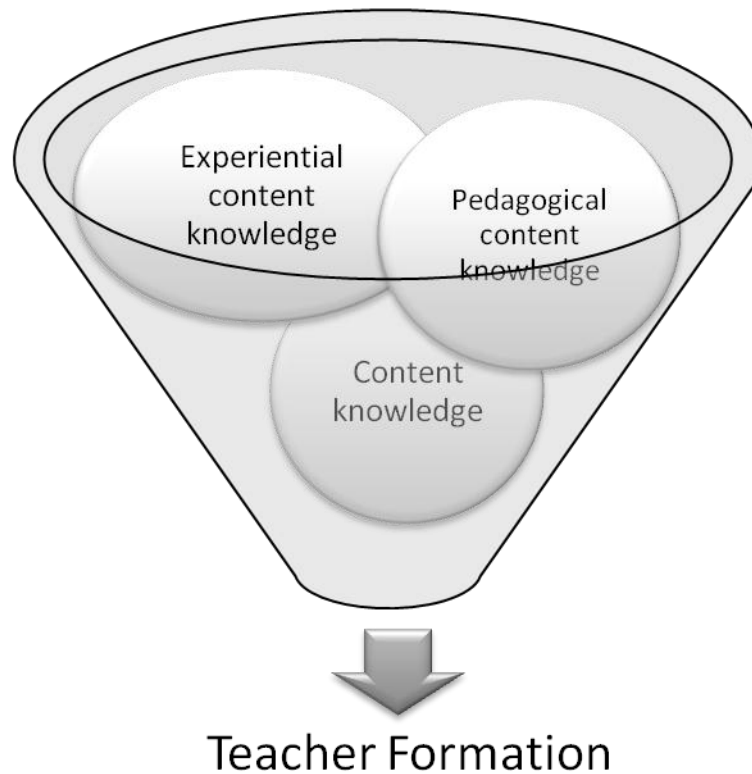 Experiential
content
knowledge
Pedagogical
content
knowledge
Content
knowledge
Teacher Formation